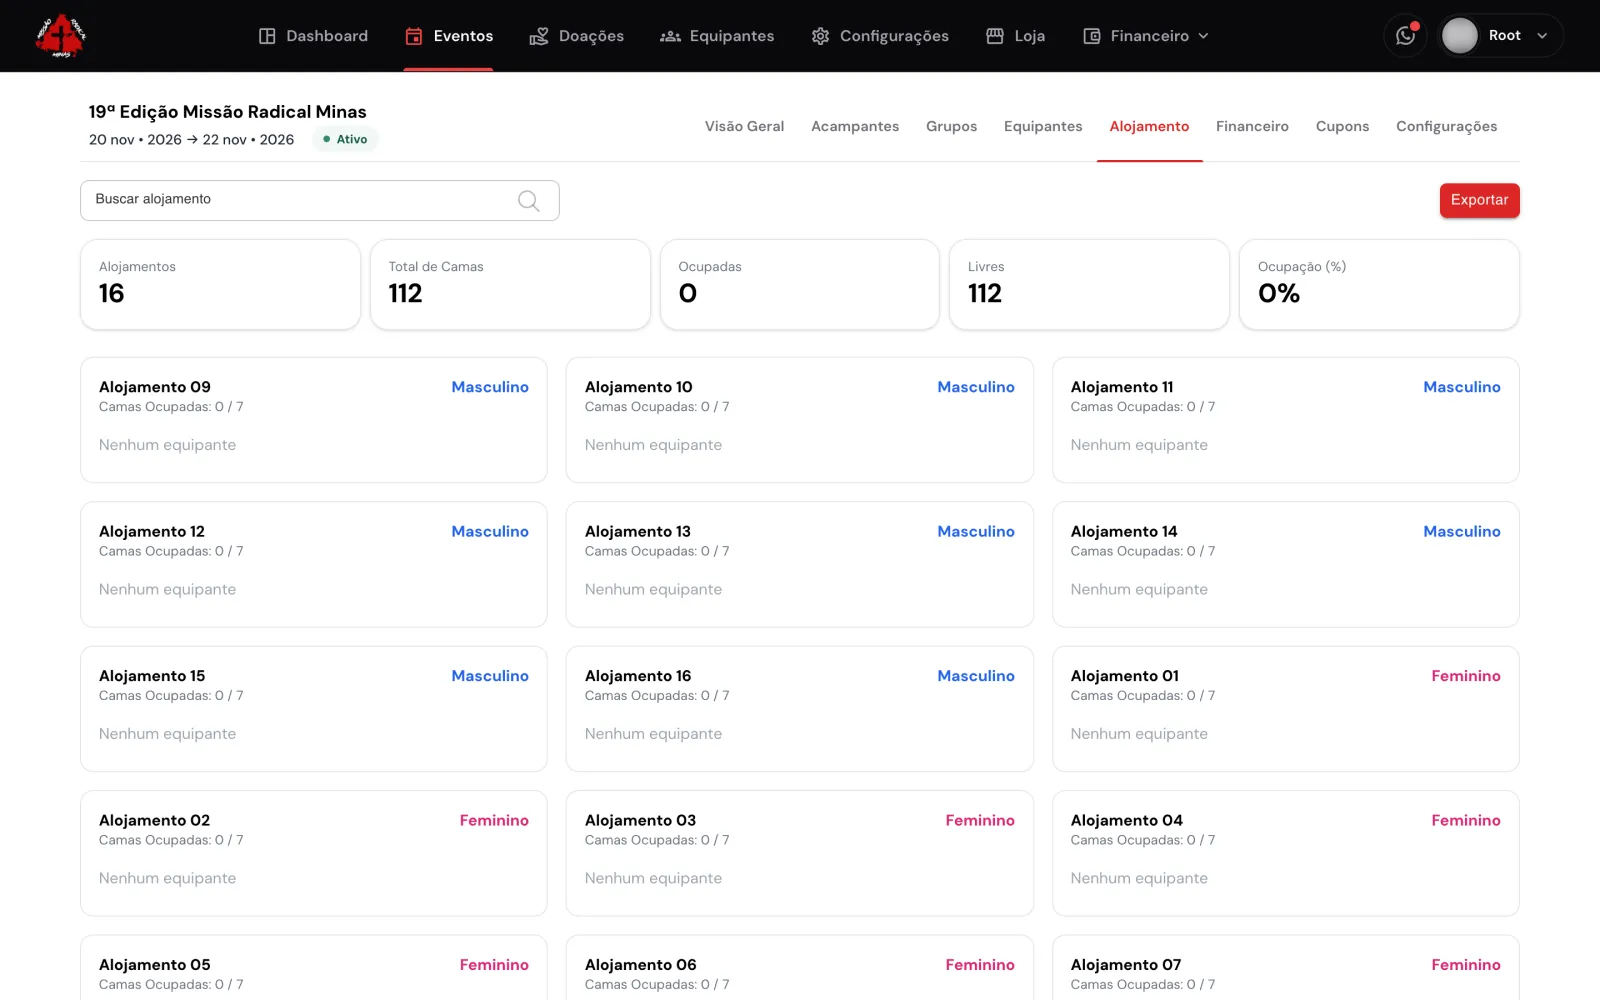 MISSÃO RADICAL MINAS
Dashboard
Eventos
Doações
Equipantes
Configurações
Loja
Financeiro
Root
19ª Edição Missão Radical Minas
20 nov • 2026 → 22 nov • 2026
Ativo
Visão Geral
Acampantes
Grupos
Equipantes
Alojamento
Financeiro
Cupons
Configurações
Buscar alojamento
Exportar
Alojamentos
16
Total de Camas
112
Ocupadas
0
Livres
112
Ocupação (%)
0%
Alojamento 09
Masculino
Camas Ocupadas: 0 / 7
Nenhum equipante
Alojamento 10
Masculino
Camas Ocupadas: 0 / 7
Nenhum equipante
Alojamento 11
Masculino
Camas Ocupadas: 0 / 7
Nenhum equipante
Alojamento 12
Masculino
Camas Ocupadas: 0 / 7
Nenhum equipante
Alojamento 13
Masculino
Camas Ocupadas: 0 / 7
Nenhum equipante
Alojamento 14
Masculino
Camas Ocupadas: 0 / 7
Nenhum equipante
Alojamento 15
Masculino
Camas Ocupadas: 0 / 7
Nenhum equipante
Alojamento 16
Masculino
Camas Ocupadas: 0 / 7
Nenhum equipante
Alojamento 01
Feminino
Camas Ocupadas: 0 / 7
Nenhum equipante
Alojamento 02
Feminino
Camas Ocupadas: 0 / 7
Nenhum equipante
Alojamento 03
Feminino
Camas Ocupadas: 0 / 7
Nenhum equipante
Alojamento 04
Feminino
Camas Ocupadas: 0 / 7
Nenhum equipante
Alojamento 05
Feminino
Camas Ocupadas: 0 / 7
Alojamento 06
Feminino
Camas Ocupadas: 0 / 7
Alojamento 07
Feminino
Camas Ocupadas: 0 / 7